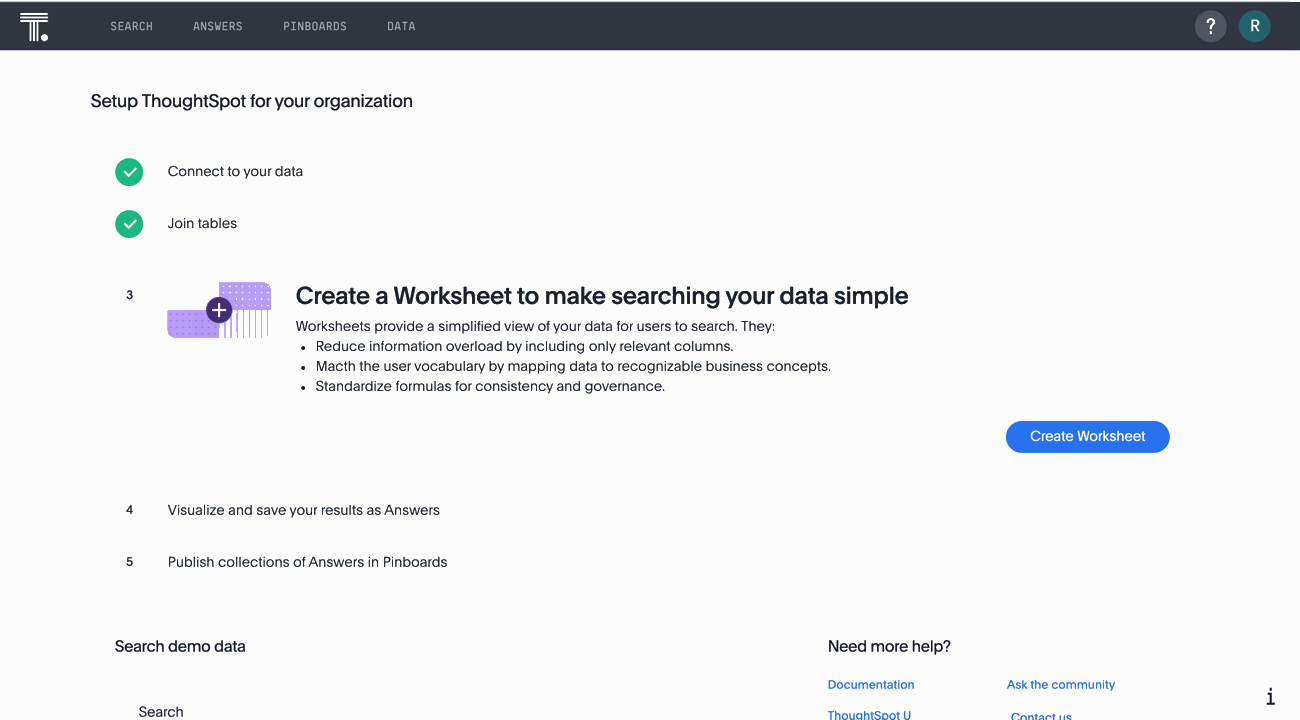 T.
SEARCH ANSWERS PINBOARDS DATA ? R
Setup ThoughtSpot for your organization
Connect to your data
Join tables
3
Create a Worksheet to make searching your data simple
Worksheets provide a simplified view of your data for users to search. They:
• Reduce information overload by including only relevant columns.
• Macth the user vocabulary by mapping data to recognizable business concepts.
• Standardize formulas for consistency and governance.
Create Worksheet
4 Visualize and save your results as Answers
5 Publish collections of Answers in Pinboards
Search demo data
Search
Need more help?
Documentation Ask the community
ThoughtSpot U Contact us
i